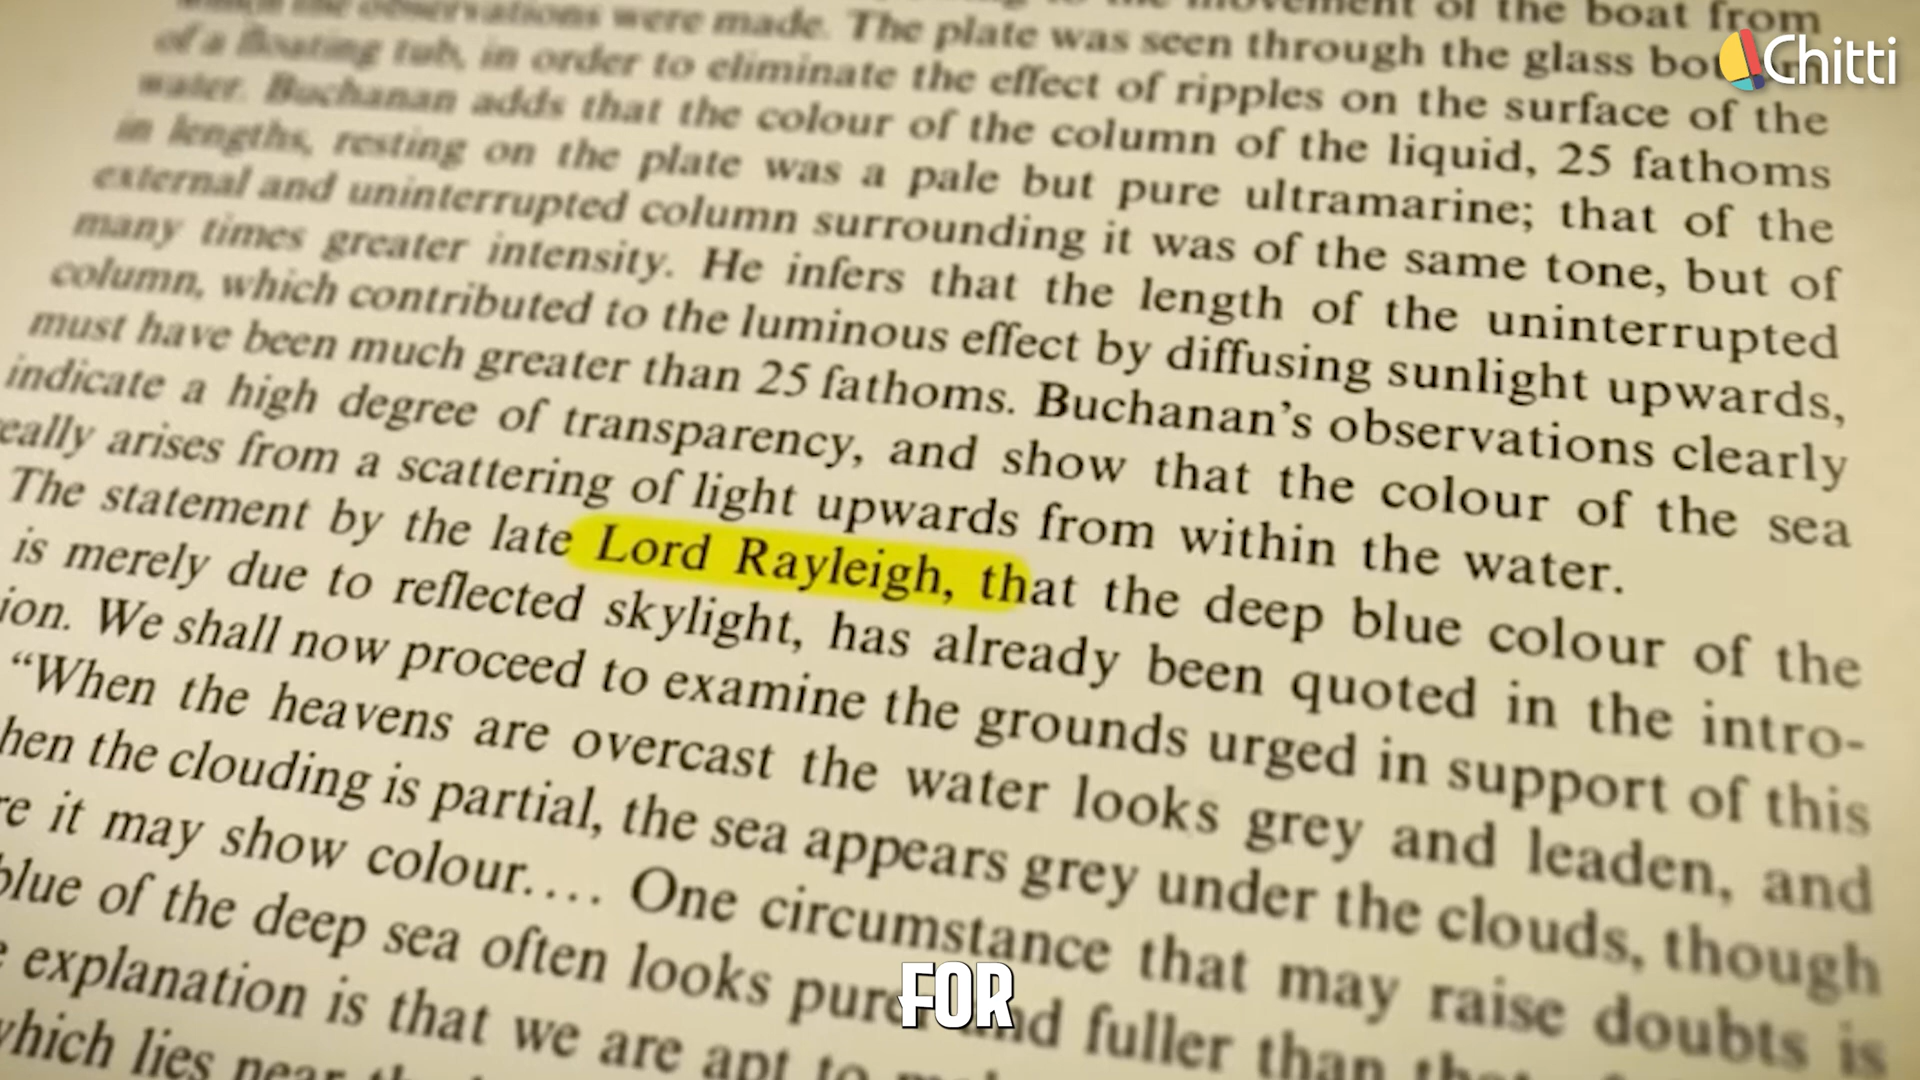 which the observations were made. The plate was seen through the glass bottom
of a floating tub, in order to eliminate the effect of ripples on the surface of the
water. Buchanan adds that the colour of the column of the liquid, 25 fathoms
in lengths, resting on the plate was a pale but pure ultramarine; that of the
external and uninterrupted column surrounding it was of the same tone, but of
many times greater intensity. He infers that the length of the uninterrupted
column, which contributed to the luminous effect by diffusing sunlight upwards,
must have been much greater than 25 fathoms. Buchanan’s observations clearly
indicate a high degree of transparency, and show that the colour of the sea
eally arises from a scattering of light upwards from within the water.
The statement by the late Lord Rayleigh, that the deep blue colour of the
is merely due to reflected skylight, has already been quoted in the intro-
ion. We shall now proceed to examine the grounds urged in support of this
“When the heavens are overcast the water looks grey and leaden, and
hen the clouding is partial, the sea appears grey under the clouds, though
re it may show colour.... One circumstance that may raise doubts is
blue of the deep sea often looks pure and fuller than
explanation is that we are apt to
which lies near
Chitti
FOR